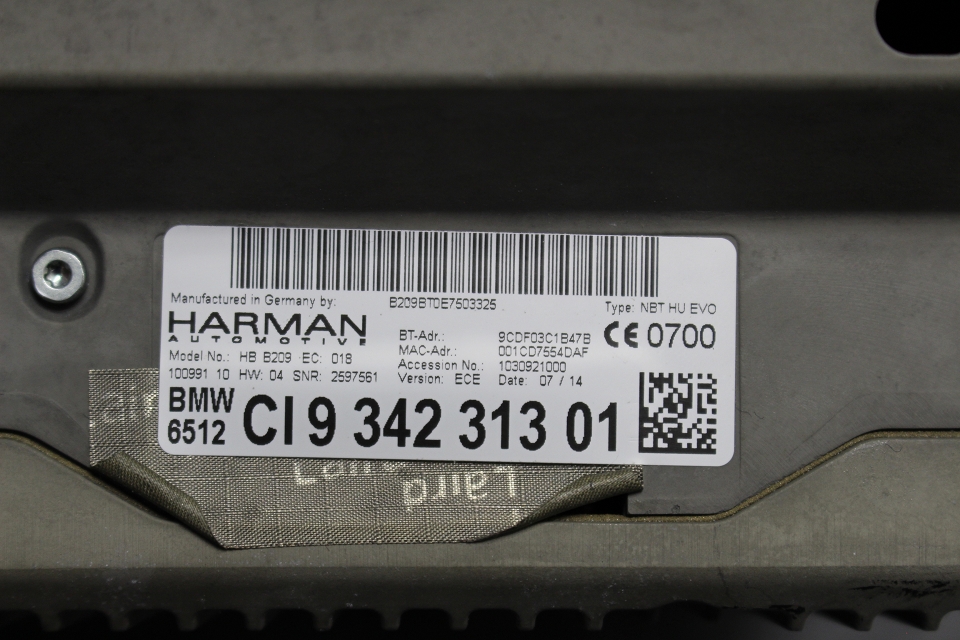 Manufactured in Germany by:
B209BT0E7503325
Type: NBT HU EVO
HARMAN
AUTOMOTIVE
BT-Adr.: 9CDF03C1B47B
CE 0700
MAC-Adr.: 001CD7554DAF
Model No.: HB B209 EC: 018
Accession No.: 1030921000
100991 10 HW: 04 SNR: 2597561
Version: ECE Date: 07 / 14
BMW
6512
CI 9 342 313 01
Laird